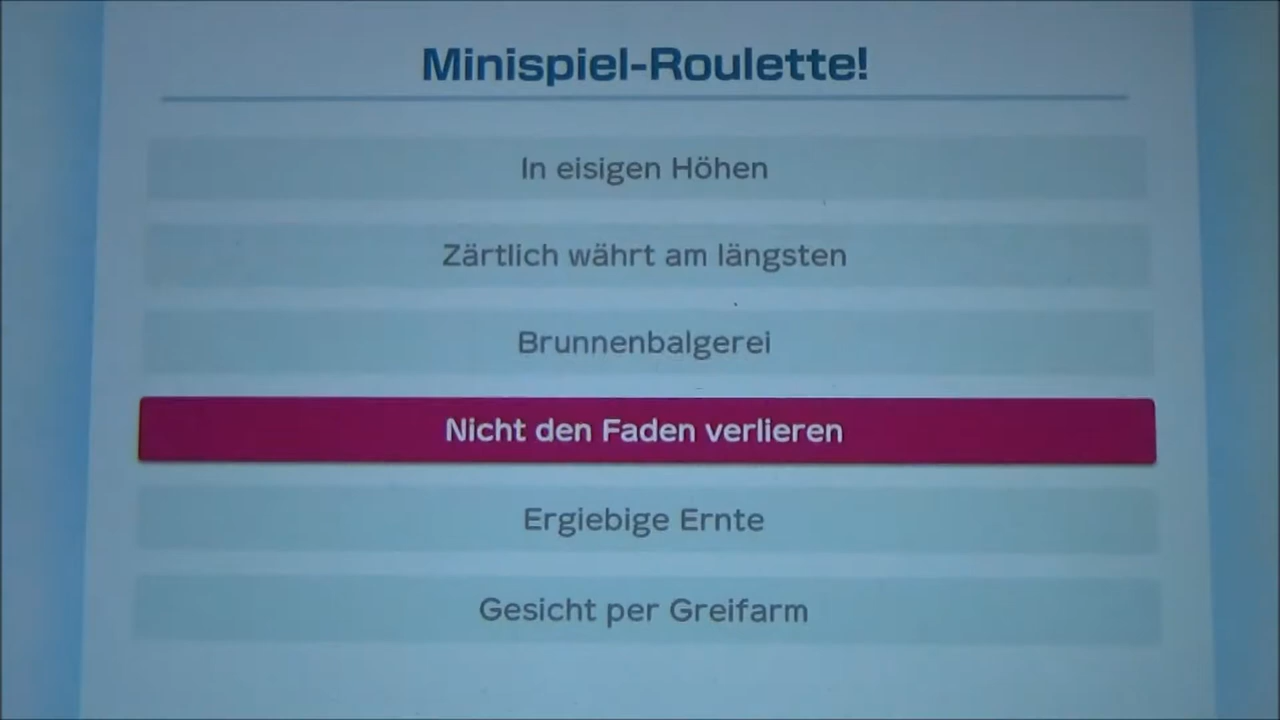 Minispiel-Roulette!
In eisigen Höhen
Zärtlich währt am längsten
Brunnenbalgerei
Nicht den Faden verlieren
Ergiebige Ernte
Gesicht per Greifarm